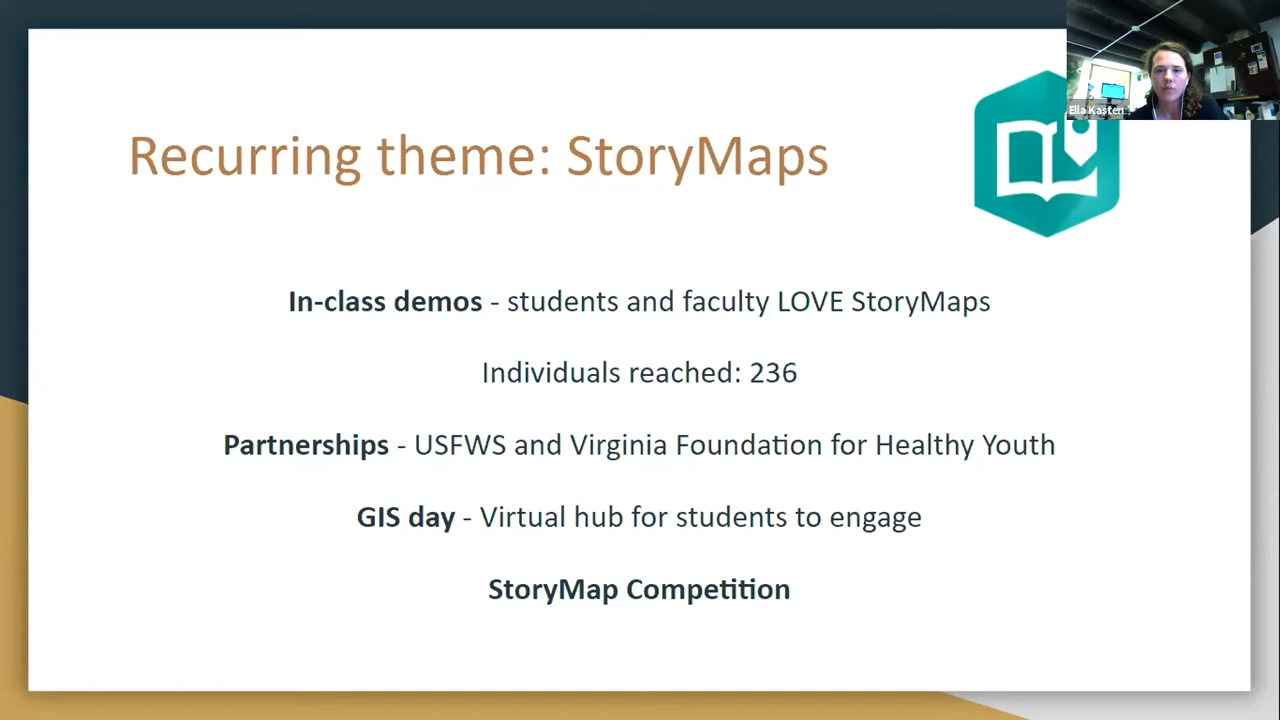 Ella Kasten
Recurring theme: StoryMaps
In-class demos - students and faculty LOVE StoryMaps
Individuals reached: 236
Partnerships - USFWS and Virginia Foundation for Healthy Youth
GIS day - Virtual hub for students to engage
StoryMap Competition